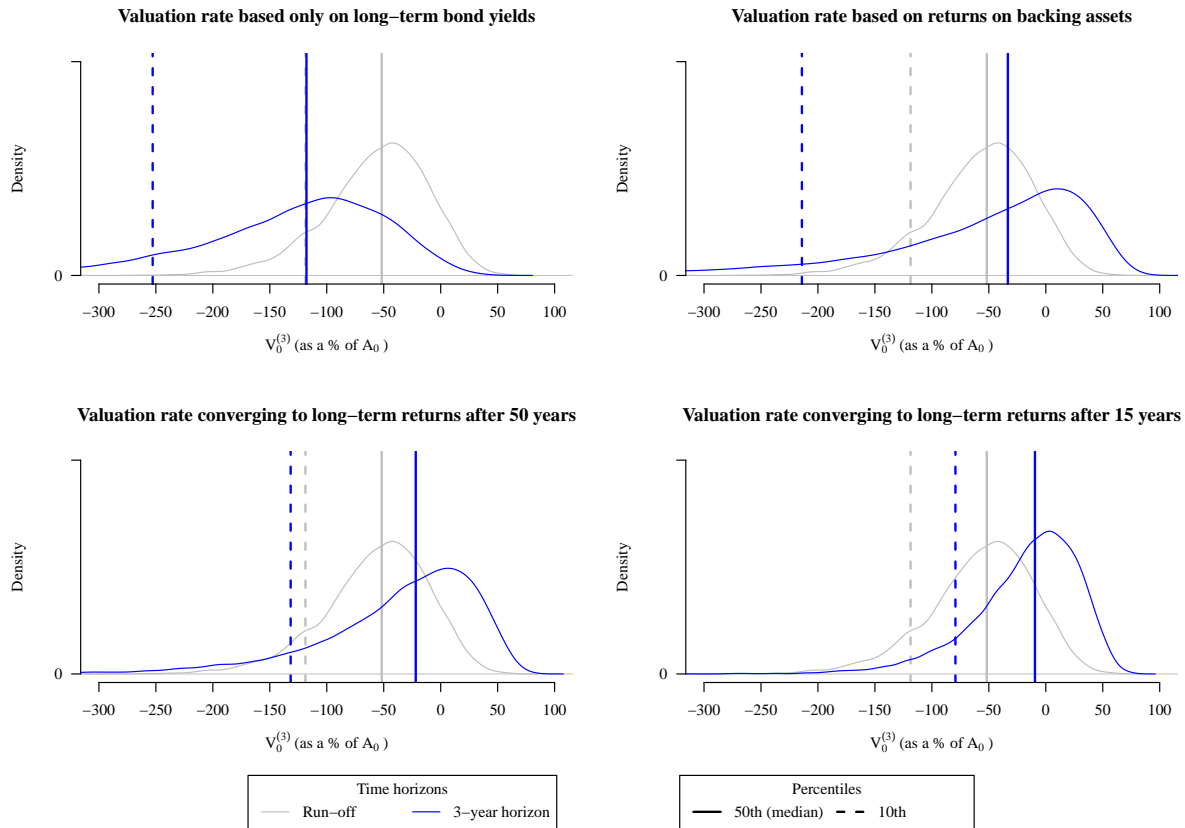 Valuation rate based only on long−term bond yields
Density
0
−300 −250 −200 −150 −100 −50 0 50 100
V₀⁽³⁾ (as a % of A₀ )
Valuation rate based on returns on backing assets
Density
0
−300 −250 −200 −150 −100 −50 0 50 100
V₀⁽³⁾ (as a % of A₀ )
Valuation rate converging to long−term returns after 50 years
Density
0
−300 −250 −200 −150 −100 −50 0 50 100
V₀⁽³⁾ (as a % of A₀ )
Valuation rate converging to long−term returns after 15 years
Density
0
−300 −250 −200 −150 −100 −50 0 50 100
V₀⁽³⁾ (as a % of A₀ )
Time horizons
Run−off 3−year horizon
Percentiles
50th (median) 10th